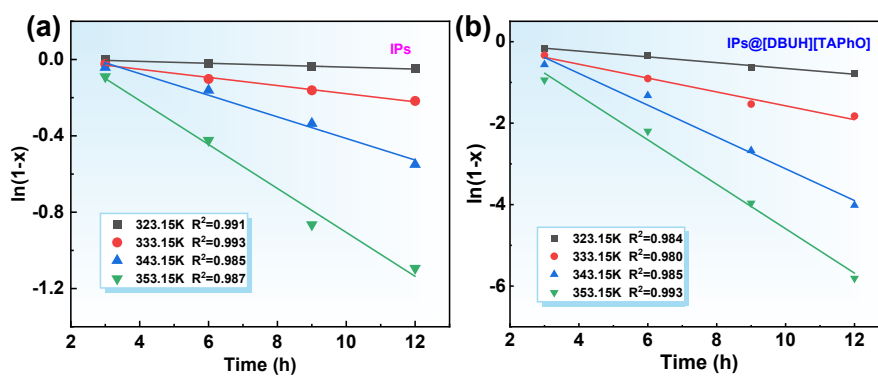 (a)
IPs
0.0
-0.4
-0.8
-1.2
ln(1-x)
323.15K R²=0.991
333.15K R²=0.993
343.15K R²=0.985
353.15K R²=0.987
2 4 6 8 10 12
Time (h)
(b)
IPs@[DBUH][TAPhO]
0
-2
-4
-6
ln(1-x)
323.15K R²=0.984
333.15K R²=0.980
343.15K R²=0.985
353.15K R²=0.993
2 4 6 8 10 12
Time (h)